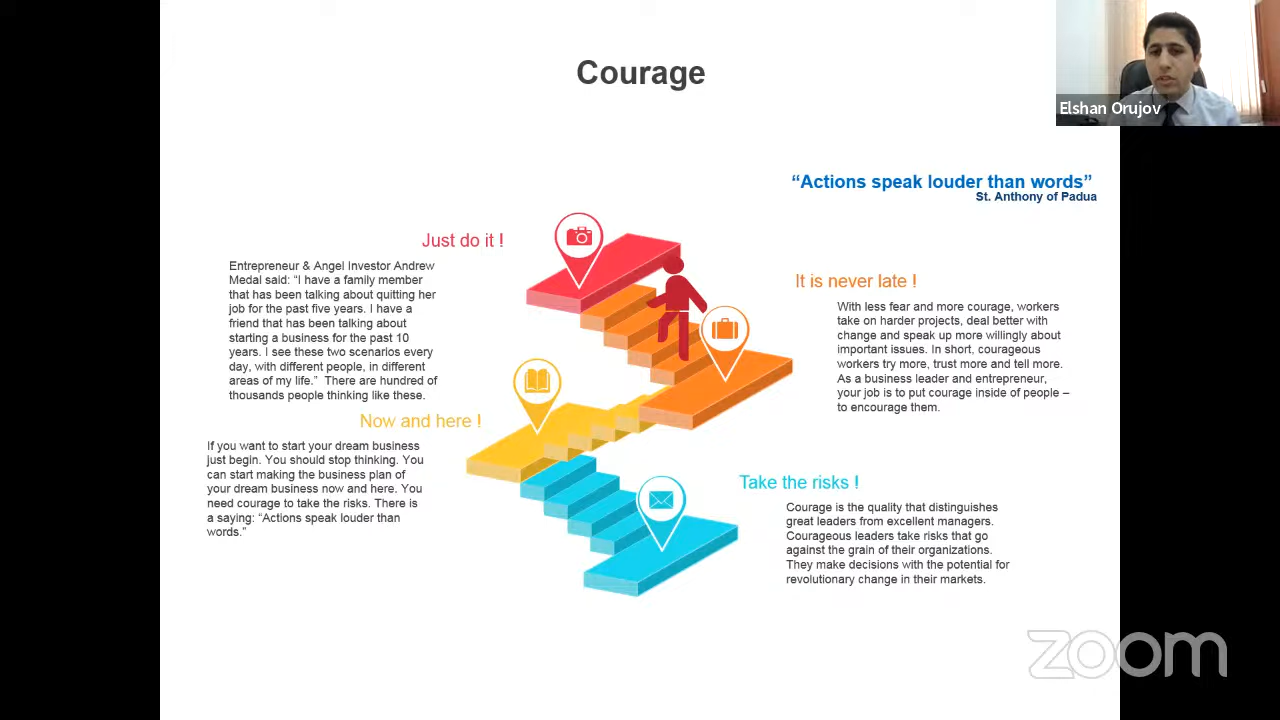 Courage
Elshan Orujov
“Actions speak louder than words”
St. Anthony of Padua
Just do it !
Entrepreneur & Angel Investor Andrew
Medal said: “I have a family member
that has been talking about quitting her
job for the past five years. I have a
friend that has been talking about
starting a business for the past 10
years. I see these two scenarios every
day, with different people, in different
areas of my life.” There are hundred of
thousands people thinking like these.
It is never late !
With less fear and more courage, workers
take on harder projects, deal better with
change and speak up more willingly about
important issues. In short, courageous
workers try more, trust more and tell more.
As a business leader and entrepreneur,
your job is to put courage inside of people –
to encourage them.
Now and here !
If you want to start your dream business
just begin. You should stop thinking. You
can start making the business plan of
your dream business now and here. You
need courage to take the risks. There is
a saying: “Actions speak louder than
words.”
Take the risks !
Courage is the quality that distinguishes
great leaders from excellent managers.
Courageous leaders take risks that go
against the grain of their organizations.
They make decisions with the potential for
revolutionary change in their markets.
zoom